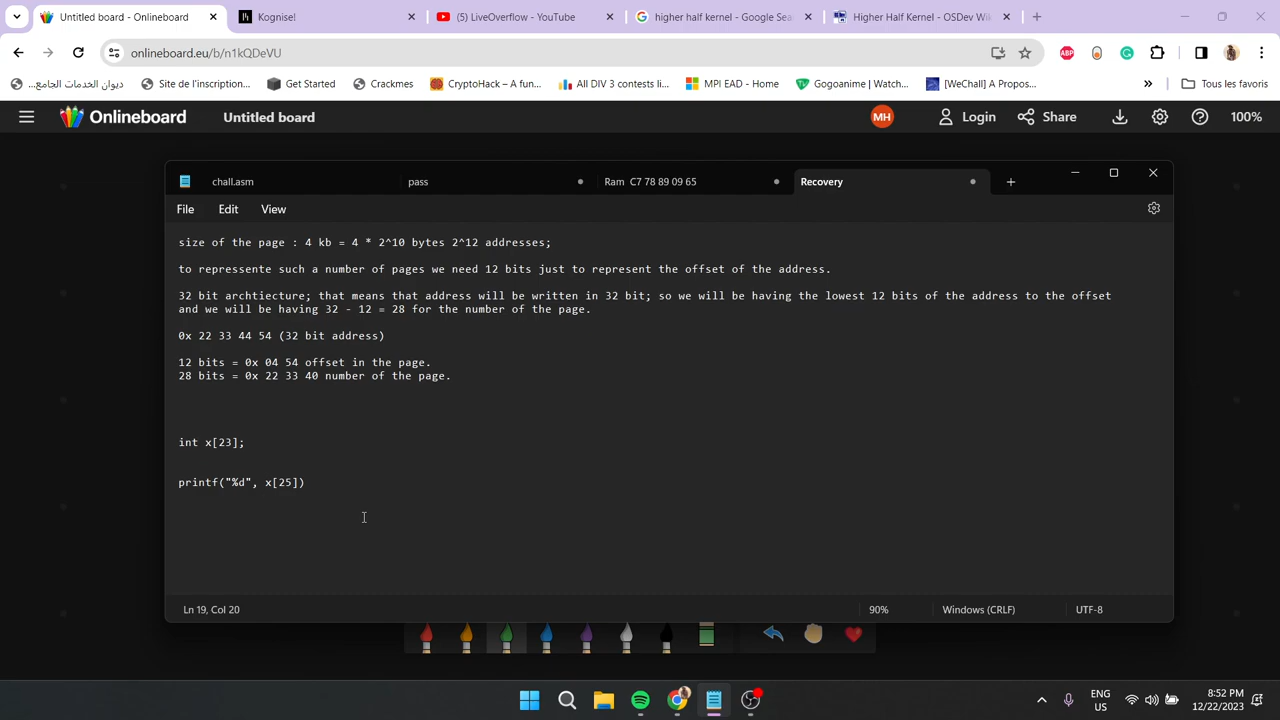 Untitled board - Onlineboard
Kognise!
(5) LiveOverflow - YouTube
higher half kernel - Google Sea
Higher Half Kernel - OSDev Wik
onlineboard.eu/b/n1kQDeVU
ABP
ديوان الخدمات الجامع...
Site de l'inscription...
Get Started
Crackmes
CryptoHack – A fun...
All DIV 3 contests li...
MPI EAD - Home
Gogoanime | Watch...
[WeChall] A Propos...
»
Tous les favoris
Onlineboard
Untitled board
MH
Login
Share
100%
chall.asm
pass
Ram C7 78 89 09 65
Recovery
File
Edit
View
size of the page : 4 kb = 4 * 2^10 bytes 2^12 addresses;
to repressente such a number of pages we need 12 bits just to represent the offset of the address.
32 bit archtiecture; that means that address will be written in 32 bit; so we will be having the lowest 12 bits of the address to the offset
and we will be having 32 - 12 = 28 for the number of the page.
0x 22 33 44 54 (32 bit address)
12 bits = 0x 04 54 offset in the page.
28 bits = 0x 22 33 40 number of the page.
int x[23];
printf("%d", x[25])
Ln 19, Col 20
90%
Windows (CRLF)
UTF-8
ENG
US
8:52 PM
12/22/2023